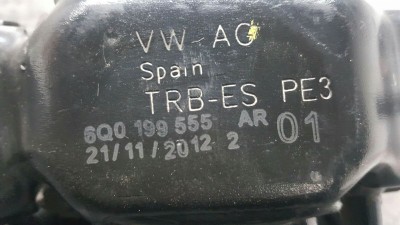 VW-AG
Spain
TRB-ES PE3
6Q0 199 555 AR 01
21/11/2012 2